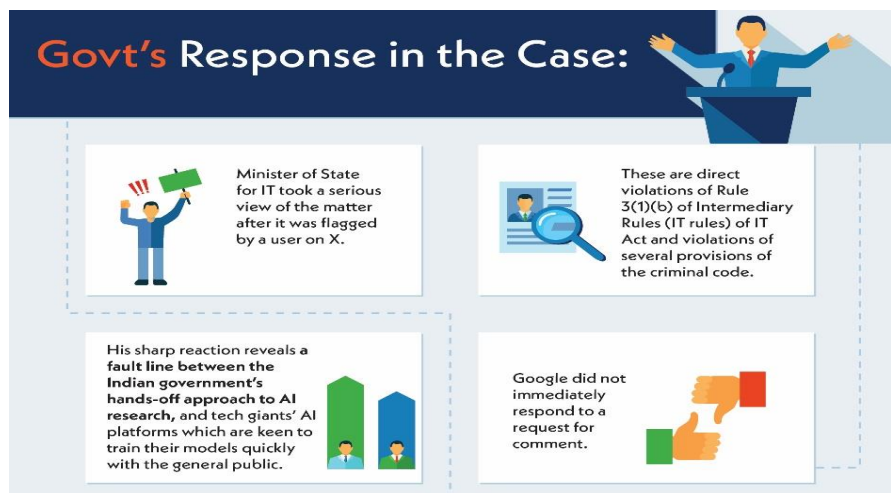 Govt's Response in the Case:
Minister of State
for IT took a serious
view of the matter
after it was flagged
by a user on X.
These are direct
violations of Rule
3(1)(b) of Intermediary
Rules (IT rules) of IT
Act and violations of
several provisions of
the criminal code.
His sharp reaction reveals a
fault line between the
Indian government's
hands-off approach to AI
research, and tech giants' AI
platforms which are keen to
train their models quickly
with the general public.
Google did not
immediately
respond to a
request for
comment.